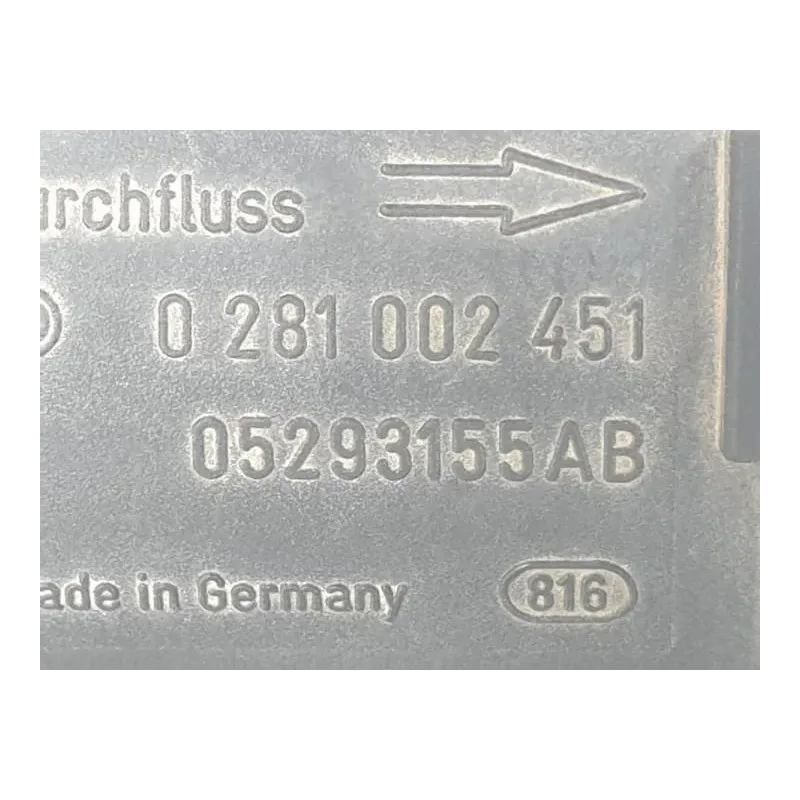 urchfluss
0 281 002 451
05293155AB
ade in Germany
816